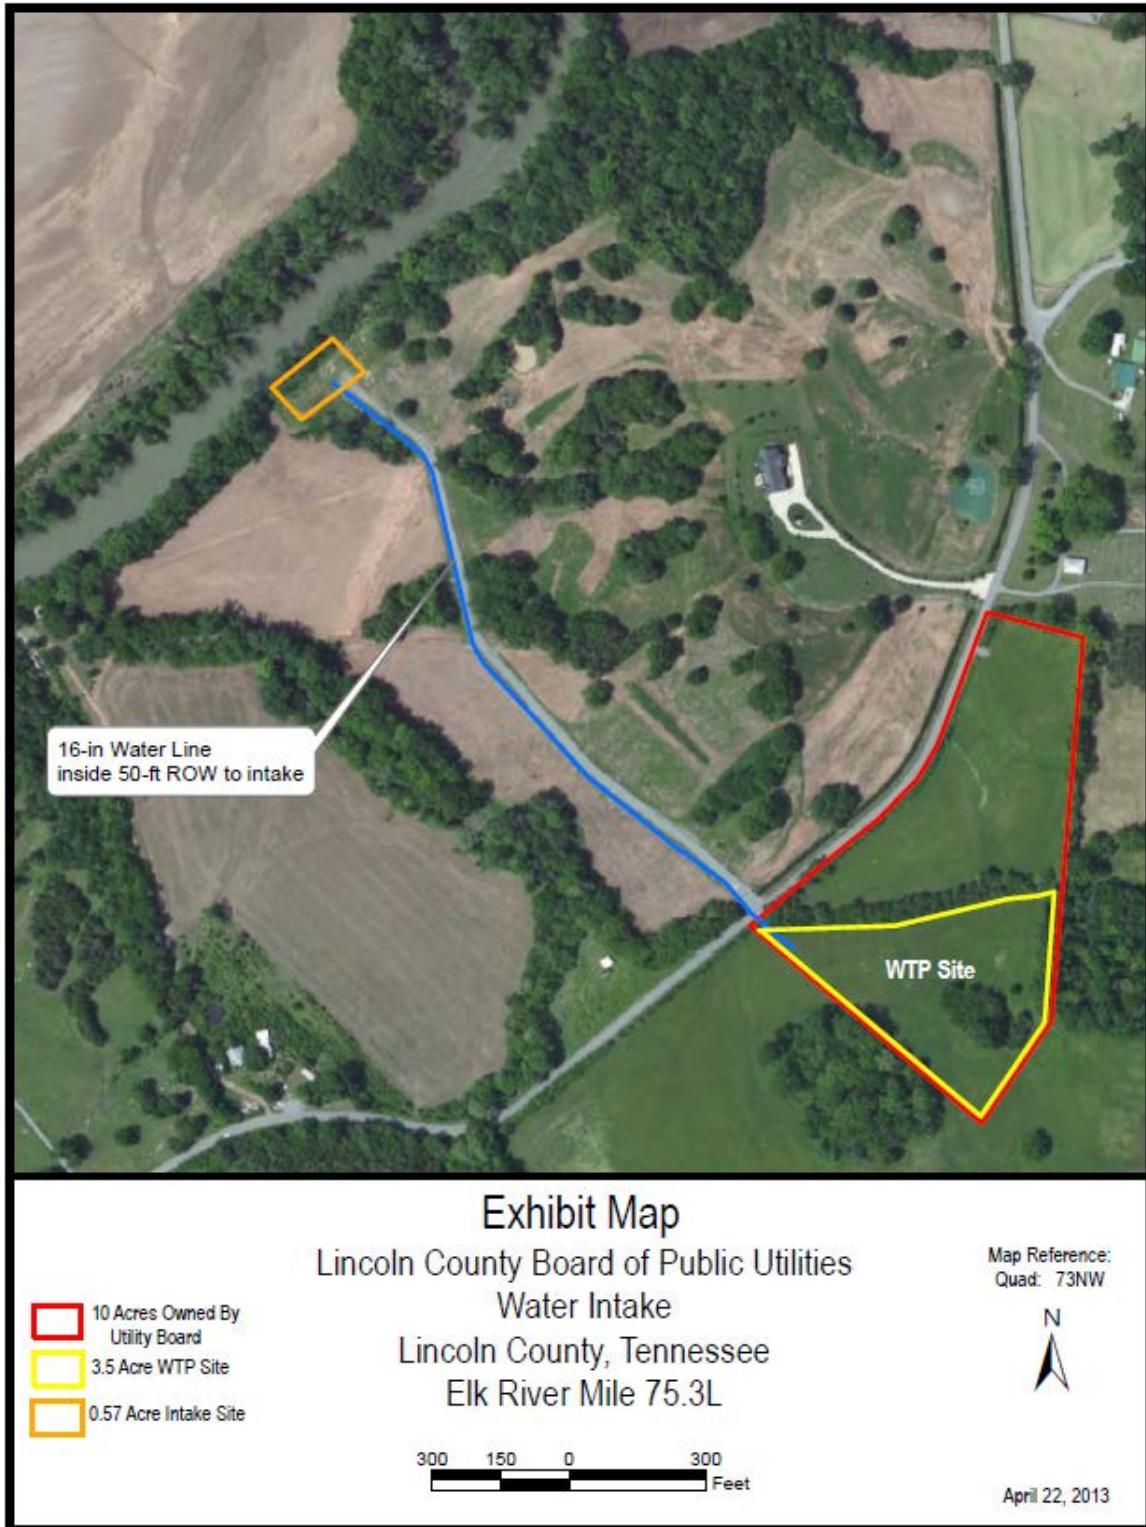 16-in Water Line
inside 50-ft ROW to intake
WTP Site
Exhibit Map
Lincoln County Board of Public Utilities
Water Intake
Lincoln County, Tennessee
Elk River Mile 75.3L
10 Acres Owned By
Utility Board
3.5 Acre WTP Site
0.57 Acre Intake Site
300 150 0 300
Feet
Map Reference:
Quad: 73NW
N
April 22, 2013